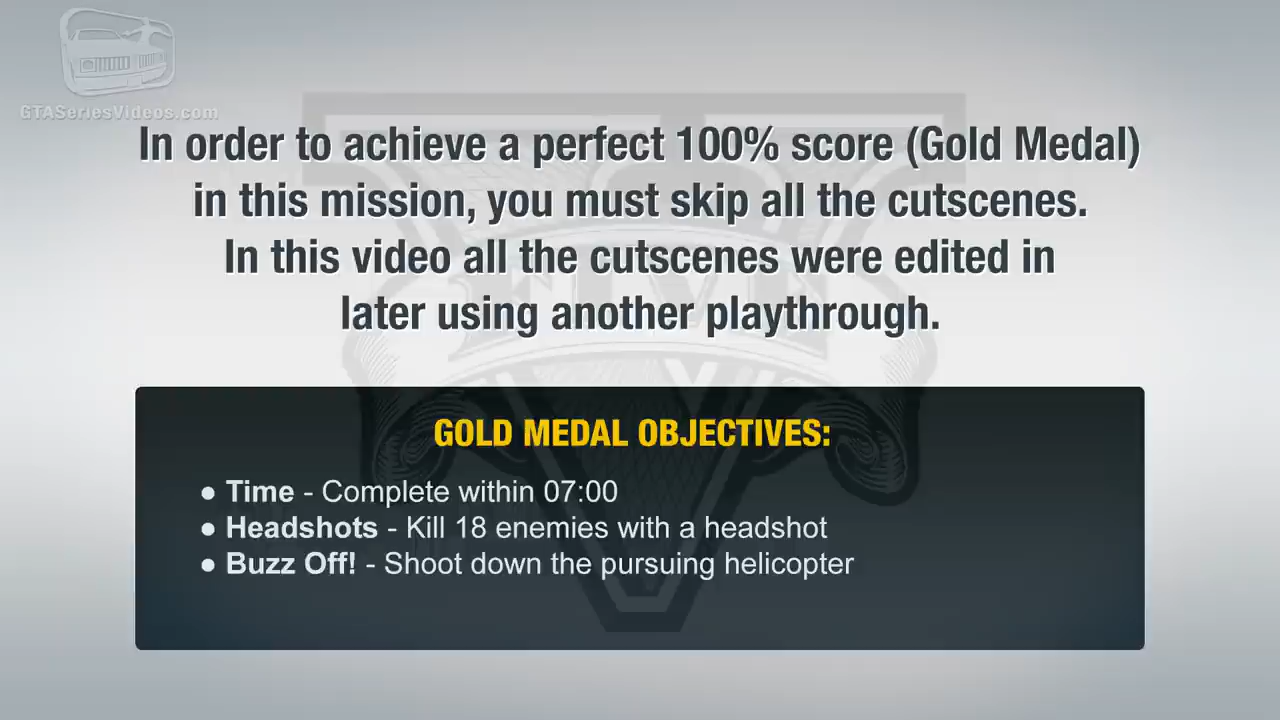 GTASeriesVideos.com
In order to achieve a perfect 100% score (Gold Medal)
in this mission, you must skip all the cutscenes.
In this video all the cutscenes were edited in
later using another playthrough.
GOLD MEDAL OBJECTIVES:
● Time - Complete within 07:00
● Headshots - Kill 18 enemies with a headshot
● Buzz Off! - Shoot down the pursuing helicopter
FIVE